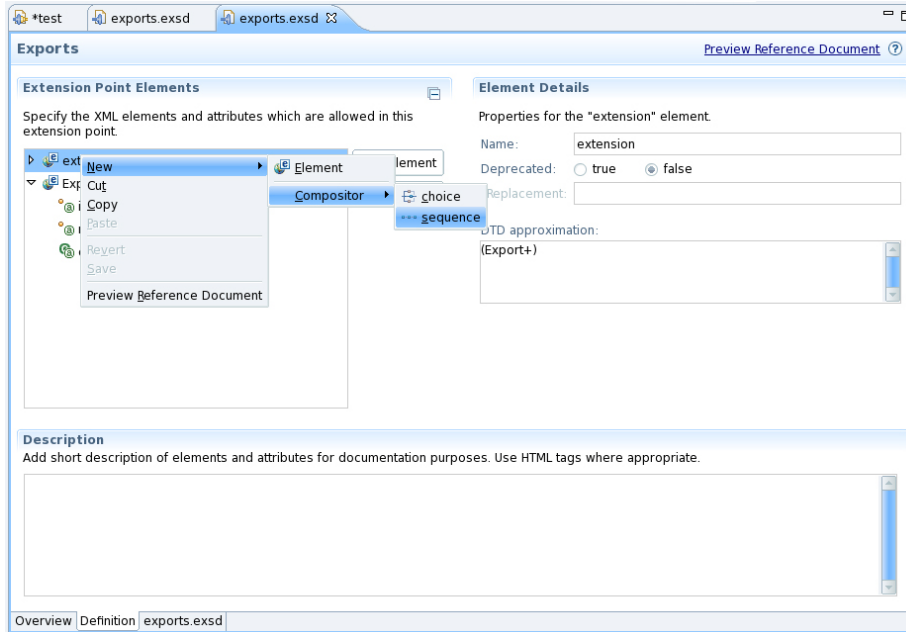 *test exports.exsd exports.exsd
Exports
Preview Reference Document
Extension Point Elements
Specify the XML elements and attributes which are allowed in this
extension point.
New
Cut
Copy
Paste
Revert
Save
Preview Reference Document
Element
Compositor
choice
sequence
Element Details
Properties for the "extension" element.
Name: extension
Deprecated: true false
Replacement:
DTD approximation:
(Export+)
Description
Add short description of elements and attributes for documentation purposes. Use HTML tags where appropriate.
Overview Definition exports.exsd